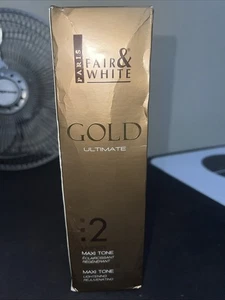 PARIS
FAIR&
WHITE
GOLD
ULTIMATE
2
MAXI TONE
ÉCLAIRCISSANT
RÉGÉNÉRANT
MAXI TONE
LIGHTENING
REJUVENATING